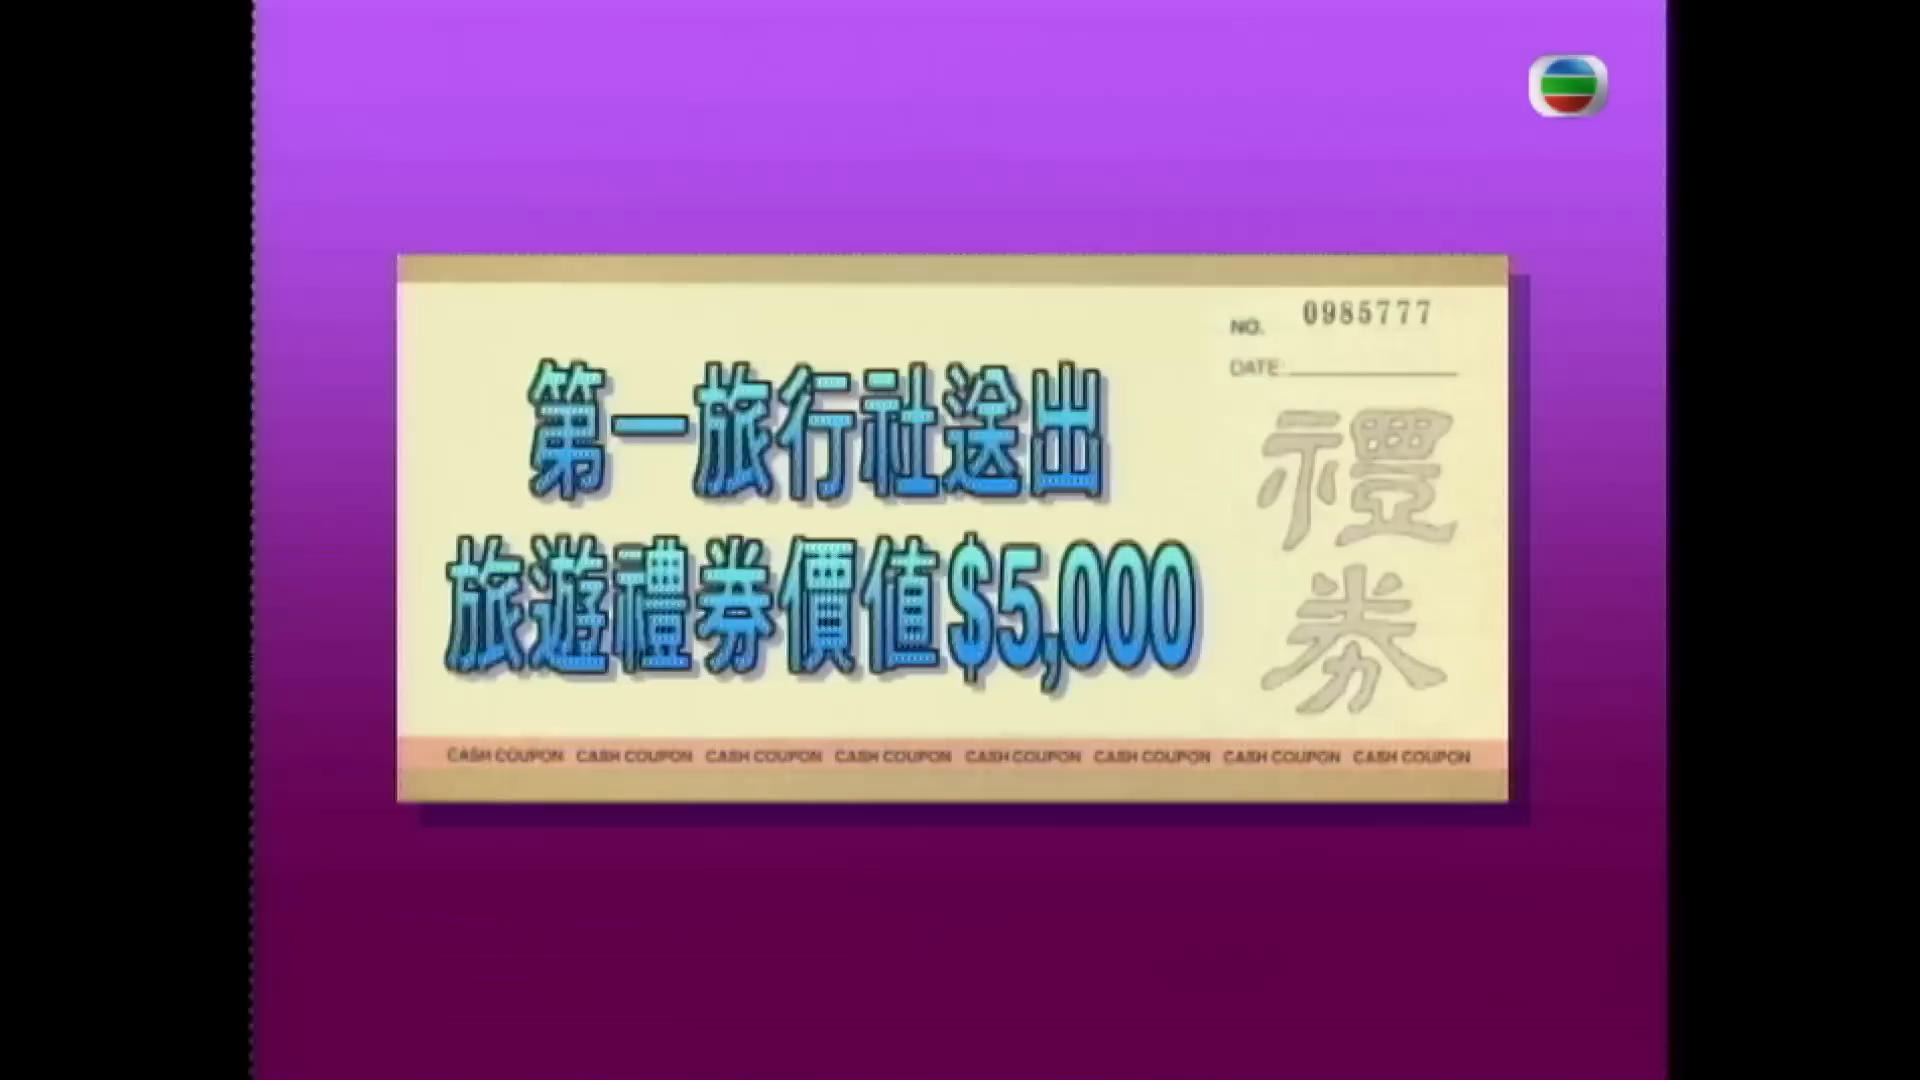 NO. 0985777
DATE:
第一旅行社送出
旅遊禮券價值$5,000
禮券
CASH COUPON CASH COUPON CASH COUPON CASH COUPON CASH COUPON CASH COUPON CASH COUPON CASH COUPON